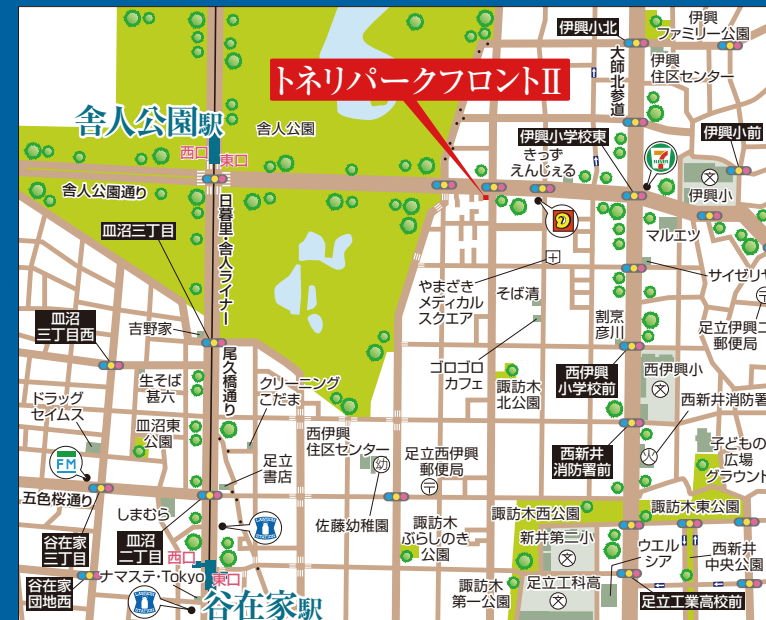 伊興小北
伊興
ファミリー公園
大師北参道
伊興
住区センター
トネリパークフロントⅡ
舎人公園駅
舎人公園
西口
東口
伊興小学校東
きっず
えんじぇる
伊興小前
舎人公園通り
文
伊興小
日暮里・舎人ライナー
皿沼三丁目
マルエツ
やまざき
メディカル
スクエア
そば清
サイゼリヤ
皿沼
三丁目西
吉野家
割烹
彦川
足立伊興二
郵便局
尾久橋通り
ゴロゴロ
カフェ
西伊興
小学校前
西伊興小
文
ドラッグ
セイムス
生そば
甚六
クリーニング
こだま
諏訪木
北公園
西新井消防署
皿沼東
公園
西伊興
住区センター
幼
足立西伊興
郵便局
西新井
消防署前
火
子どもの
広場
グラウンド
FM
足立
書店
五色桜通り
しまむら
佐藤幼稚園
諏訪木
ぶらしのき
公園
諏訪木西公園
諏訪木東公園
谷在家
三丁目
皿沼
二丁目
新井第二小
文
ウエル
シア
西新井
中央公園
西口
東口
谷在家
団地西
ナマステ・Tokyo
谷在家駅
諏訪木
第一公園
足立工科高
文
足立工業高校前